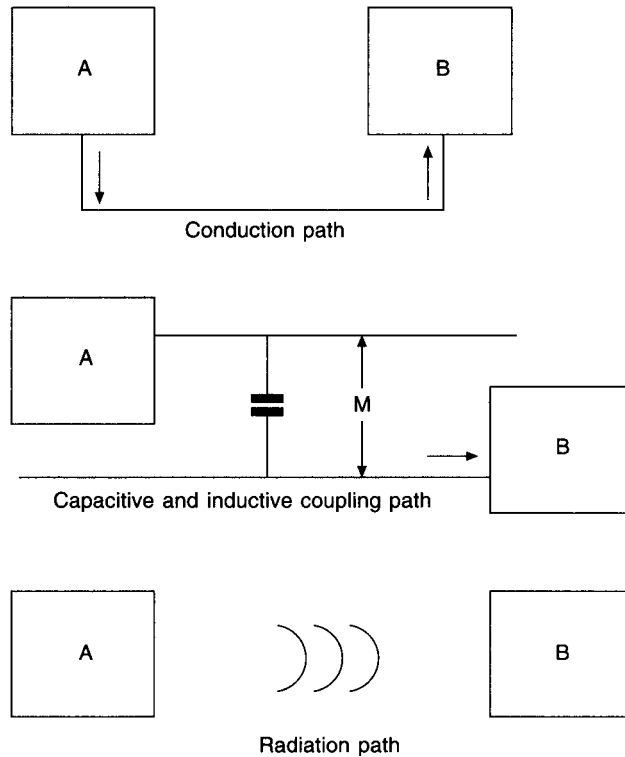 A
B
Conduction path
A
M
B
Capacitive and inductive coupling path
A
B
Radiation path